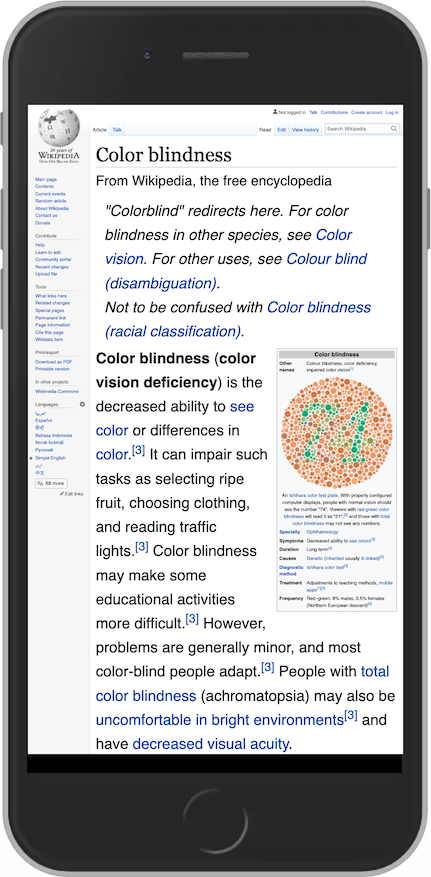 Not logged in Talk Contributions Create account Log in
20 years of
WIKIPEDIA
Article Talk
Read Edit View history
Search Wikipedia
Color blindness
From Wikipedia, the free encyclopedia
Main page
Contents
Current events
Random article
About Wikipedia
Contact us
Donate
Contribute
Help
Learn to edit
Community portal
Recent changes
Upload file
Tools
What links here
Related changes
Special pages
Permanent link
Page information
Cite this page
Wikidata item
Print/export
Download as PDF
Printable version
In other projects
Wikimedia Commons
Languages
العربية
Español
हिन्दी
Bahasa Indonesia
Norsk bokmål
Русский
Simple English
اردو
中文
68 more
Edit links
"Colorblind" redirects here. For color
blindness in other species, see Color
vision. For other uses, see Colour blind
(disambiguation).
Not to be confused with Color blindness
(racial classification).
Color blindness (color
vision deficiency) is the
decreased ability to see
color or differences in
color.[3] It can impair such
tasks as selecting ripe
fruit, choosing clothing,
and reading traffic
lights.[3] Color blindness
may make some
educational activities
more difficult.[3] However,
problems are generally minor, and most
color-blind people adapt.[3] People with total
color blindness (achromatopsia) may also be
uncomfortable in bright environments[3] and
have decreased visual acuity.
Color blindness
Other names Colour blindness, color deficiency, impaired color vision[1]
74
An Ishihara color test plate. With properly configured
computer displays, people with normal vision should
see the number "74". Viewers with red-green color
blindness will read it as "21",[2] and those with total
color blindness may not see any numbers.
Specialty Ophthalmology
Symptoms Decreased ability to see colors[3]
Duration Long term[3]
Causes Genetic (inherited usually X-linked)[3]
Diagnostic method Ishihara color test[3]
Treatment Adjustments to teaching methods, mobile apps[1][3]
Frequency Red–green: 8% males, 0.5% females
(Northern European descent)[3]